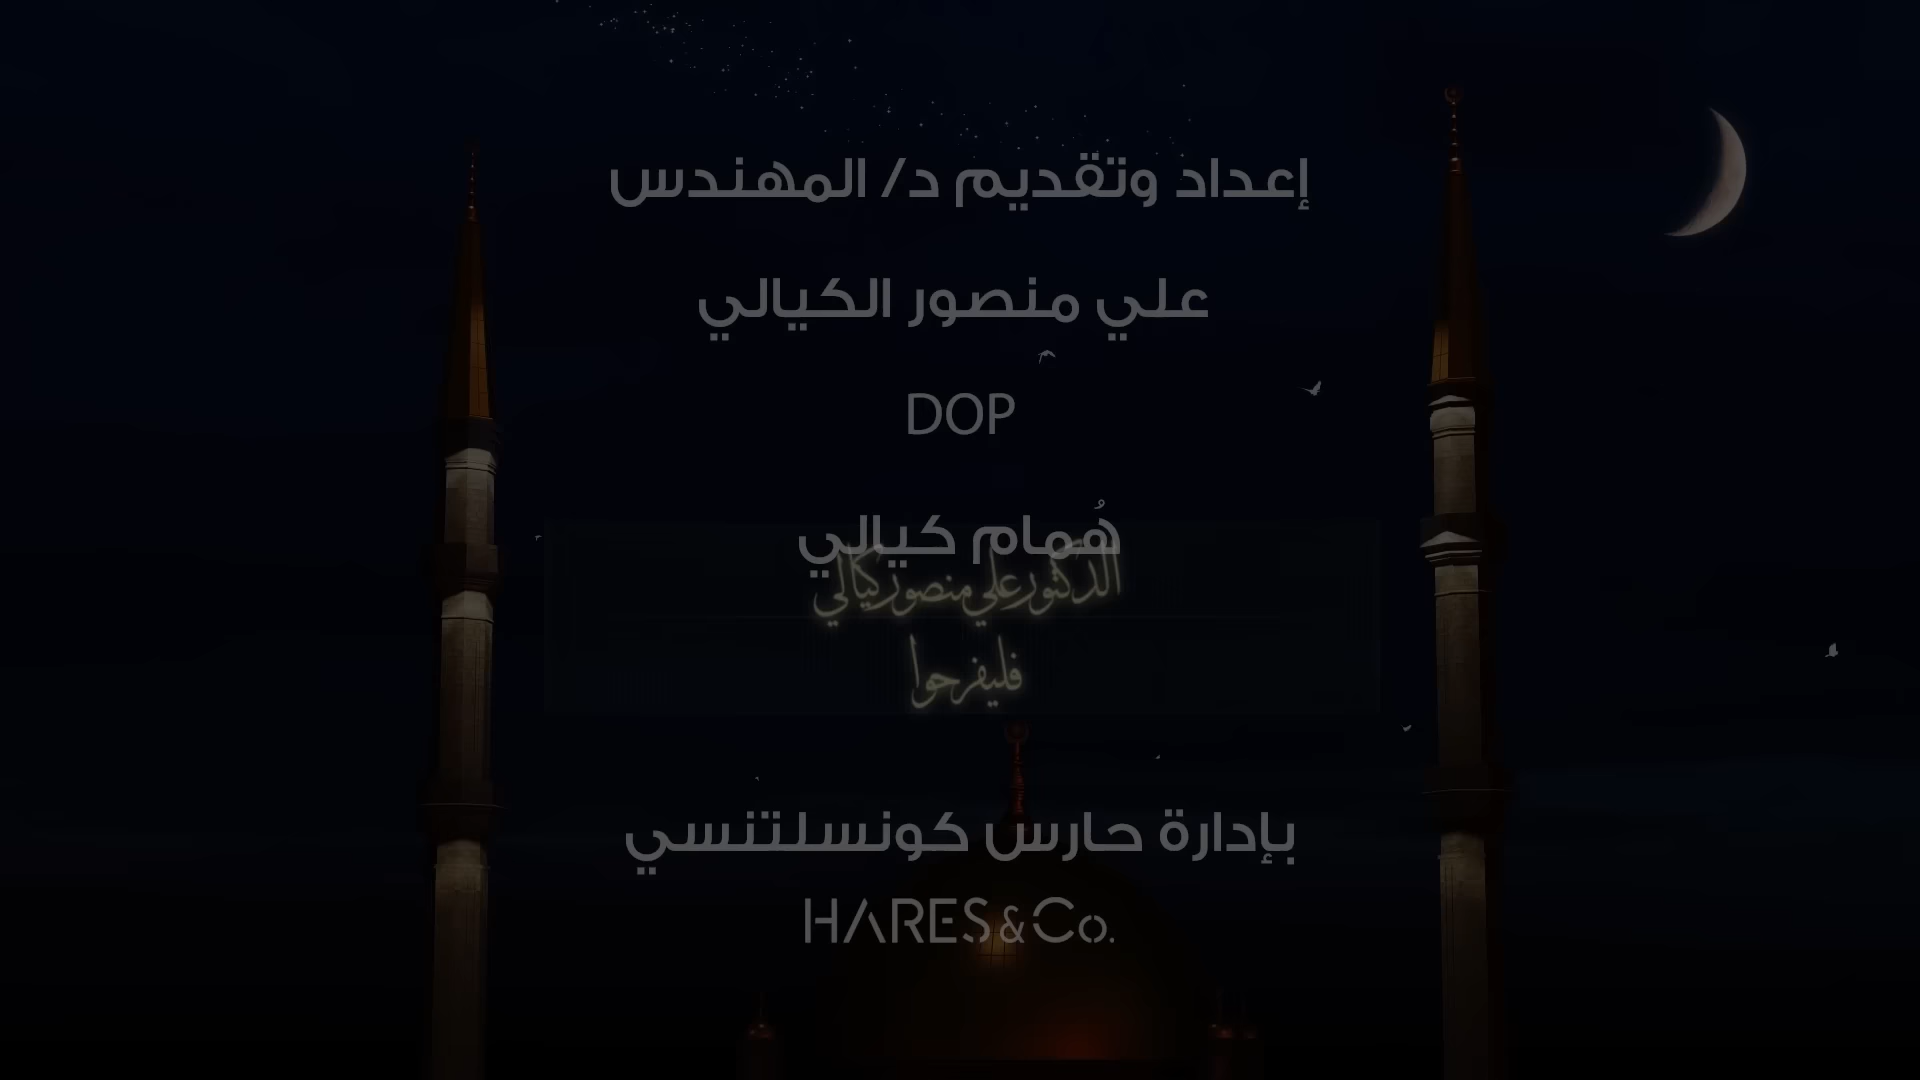 إعداد وتقديم د/ المهندس
علي منصور الكيالي
DOP
هُمام كيالي
الدكتور علي منصور كيالي
فليفرحوا
بإدارة حارس كونسلتنسي
HARES & Co.